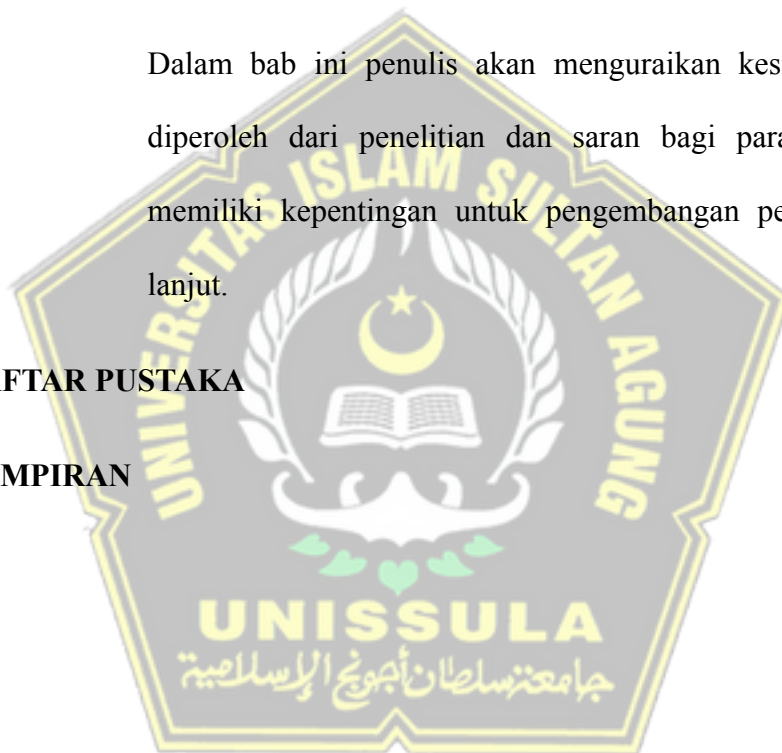 Dalam bab ini penulis akan menguraikan kes
diperoleh dari penelitian dan saran bagi para
memiliki kepentingan untuk pengembangan pe
lanjut.
AFTAR PUSTAKA
MPIRAN
UNIVERSITAS ISLAM SULTAN AGUNG
UNISSULA
جامعة سلطان أجونج الإسلامية